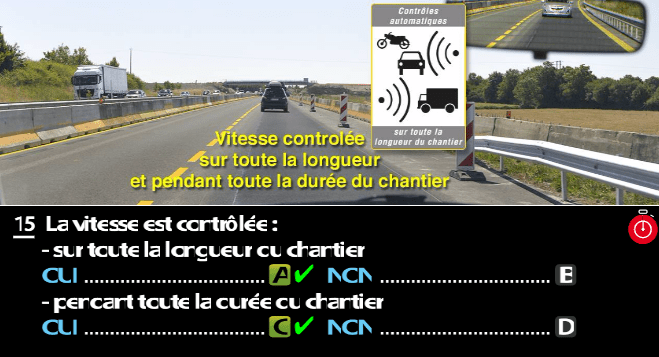 Contrôles
automatiques
sur toute la
longueur du chantier
Vitesse controlée
sur toute la longueur
et pendant toute la durée du chantier
15 La vitesse est contrôlée :
- sur toute la longueur du chantier
OUI ........................................ A ✔ NON ..................................... B
- pendant toute la durée du chantier
OUI ........................................ C ✔ NON ..................................... D